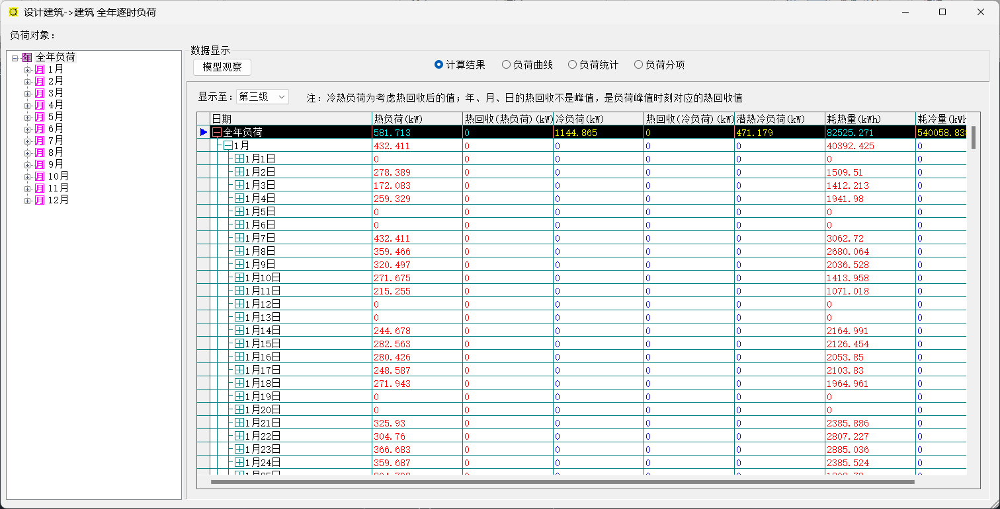 设计建筑->建筑 全年逐时负荷
负荷对象：
年 全年负荷
月 1月
月 2月
月 3月
月 4月
月 5月
月 6月
月 7月
月 8月
月 9月
月 10月
月 11月
月 12月
数据显示
模型观察 计算结果 负荷曲线 负荷统计 负荷分项
显示至：第三级 注：冷热负荷为考虑热回收后的值；年、月、日的热回收不是峰值，是负荷峰值时刻对应的热回收值
日期 热负荷(kW) 热回收(热负荷)(kW) 冷负荷(kW) 热回收(冷负荷)(kW) 潜热冷负荷(kW) 耗热量(kWh) 耗冷量(kWh
全年负荷 581.713 0 1144.865 0 471.179 82525.271 540058.838
1月 432.411 0 0 0 0 40392.425 0
1月1日 0 0 0 0 0 0 0
1月2日 278.389 0 0 0 0 1509.51 0
1月3日 172.083 0 0 0 0 1412.213 0
1月4日 259.329 0 0 0 0 1941.98 0
1月5日 0 0 0 0 0 0 0
1月6日 0 0 0 0 0 0 0
1月7日 432.411 0 0 0 0 3062.72 0
1月8日 359.466 0 0 0 0 2680.064 0
1月9日 320.497 0 0 0 0 2036.528 0
1月10日 271.675 0 0 0 0 1413.958 0
1月11日 215.255 0 0 0 0 1071.018 0
1月12日 0 0 0 0 0 0 0
1月13日 0 0 0 0 0 0 0
1月14日 244.678 0 0 0 0 2164.991 0
1月15日 282.563 0 0 0 0 2126.454 0
1月16日 280.426 0 0 0 0 2053.85 0
1月17日 248.587 0 0 0 0 2103.83 0
1月18日 271.943 0 0 0 0 1964.961 0
1月19日 0 0 0 0 0 0 0
1月20日 0 0 0 0 0 0 0
1月21日 325.93 0 0 0 0 2385.886 0
1月22日 304.76 0 0 0 0 2807.227 0
1月23日 366.683 0 0 0 0 2885.036 0
1月24日 359.687 0 0 0 0 2385.524 0